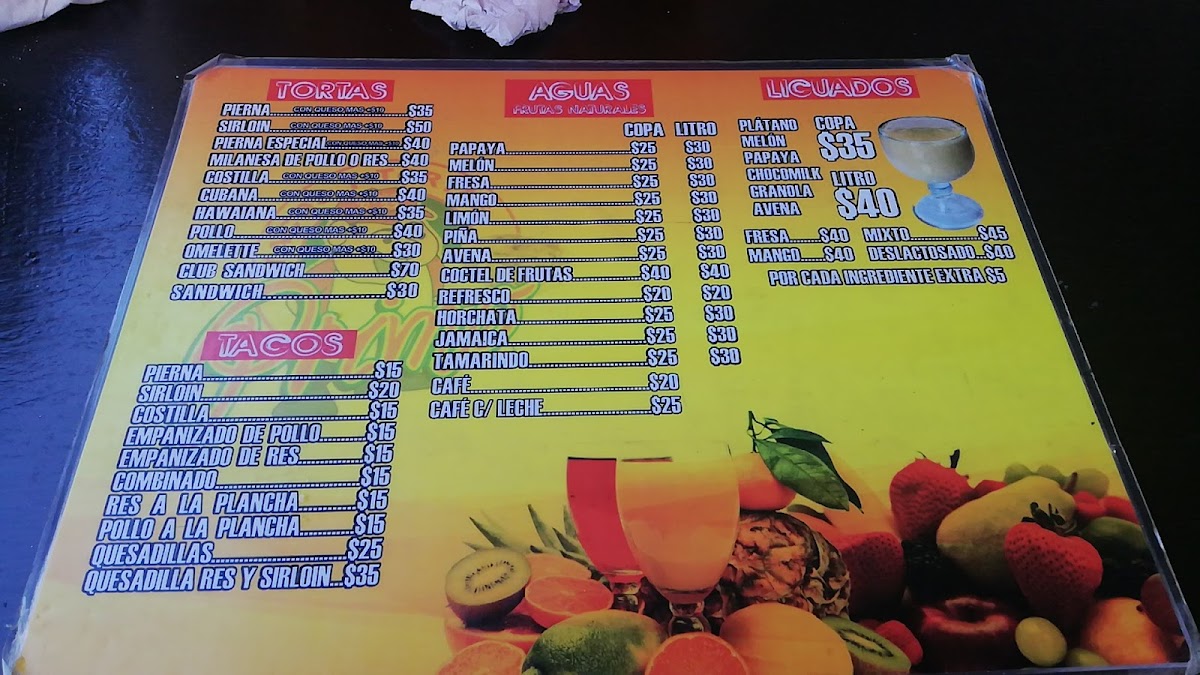 TORTAS
PIERNA CON QUESO MAS +$10 $35
SIRLOIN CON QUESO MAS +$10 $50
PIERNA ESPECIAL CON QUESO MAS +$10 $40
MILANESA DE POLLO O RES...$40
COSTILLA CON QUESO MAS +$10 $35
CUBANA CON QUESO MAS +$10 $40
HAWAIANA CON QUESO MAS +$10 $35
POLLO CON QUESO MAS +$10 $40
OMELETTE CON QUESO MAS +$10 $30
CLUB SANDWICH $70
SANDWICH $30
TACOS
PIERNA $15
SIRLOIN $20
COSTILLA $15
EMPANIZADO DE POLLO $15
EMPANIZADO DE RES $15
COMBINADO $15
RES A LA PLANCHA $15
POLLO A LA PLANCHA $15
QUESADILLAS $25
QUESADILLA RES Y SIRLOIN...$35
AGUAS
FRUTAS NATURALES
COPA LITRO
PAPAYA $25 $30
MELÓN $25 $30
FRESA $25 $30
MANGO $25 $30
LIMÓN $25 $30
PIÑA $25 $30
AVENA $25 $30
COCTEL DE FRUTAS $40 $40
REFRESCO $20 $20
HORCHATA $25 $30
JAMAICA $25 $30
TAMARINDO $25 $30
CAFÉ $20
CAFÉ C/ LECHE $25
LICUADOS
PLÁTANO
MELÓN
PAPAYA
CHOCOMILK
GRANOLA
AVENA
COPA
$35
LITRO
$40
FRESA $40 MIXTO $45
MANGO $40 DESLACTOSADO...$40
POR CADA INGREDIENTE EXTRA $5